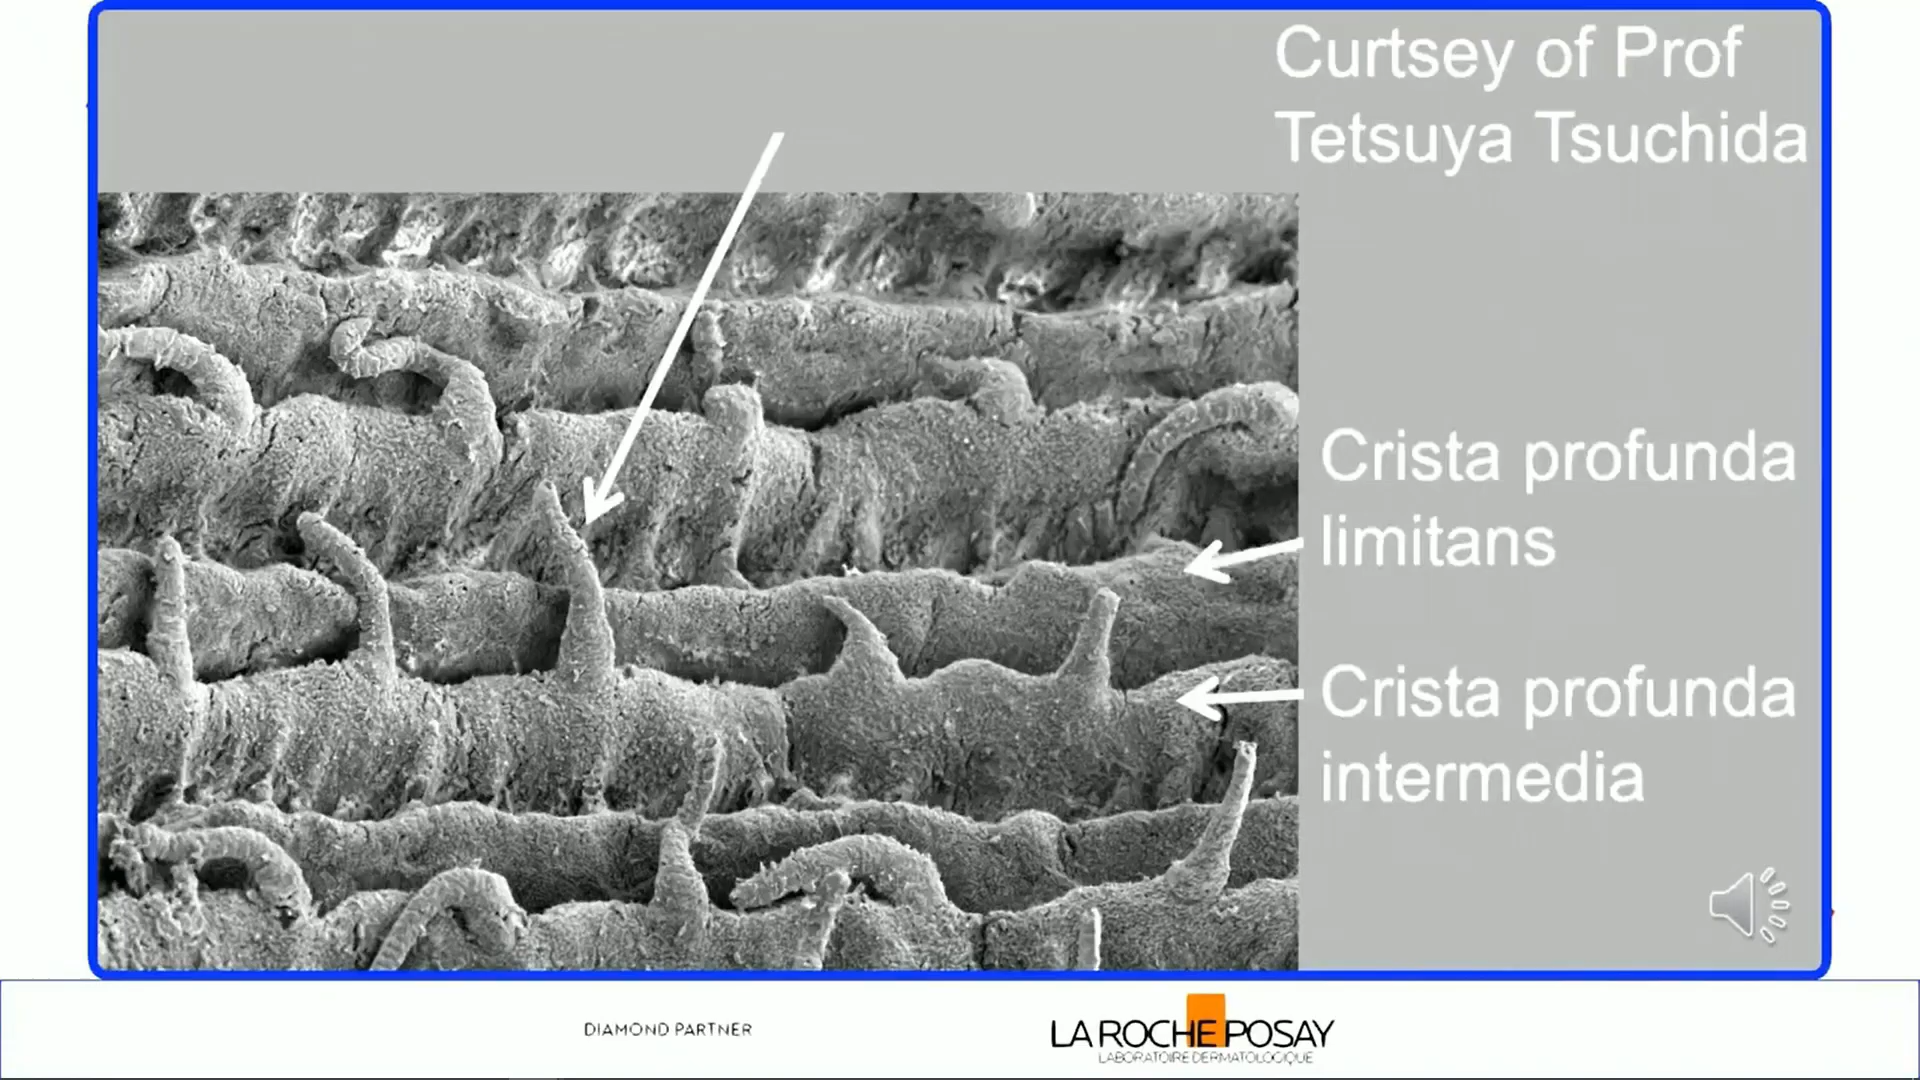 Curtsey of Prof
Tetsuya Tsuchida
Crista profunda
limitans
Crista profunda
intermedia
DIAMOND PARTNER
LA ROCHE POSAY
LABORATOIRE DERMATOLOGIQUE